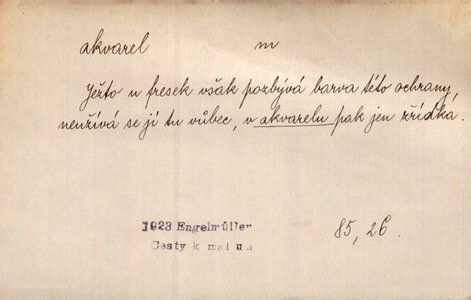 akvarel m
Ježto u fresek však pozbývá barva této ochrany,
neužívá se jí tu vůbec, v akvarelu pak jen zřídka.
1923 Engelmüller
Cesty k
85, 26.